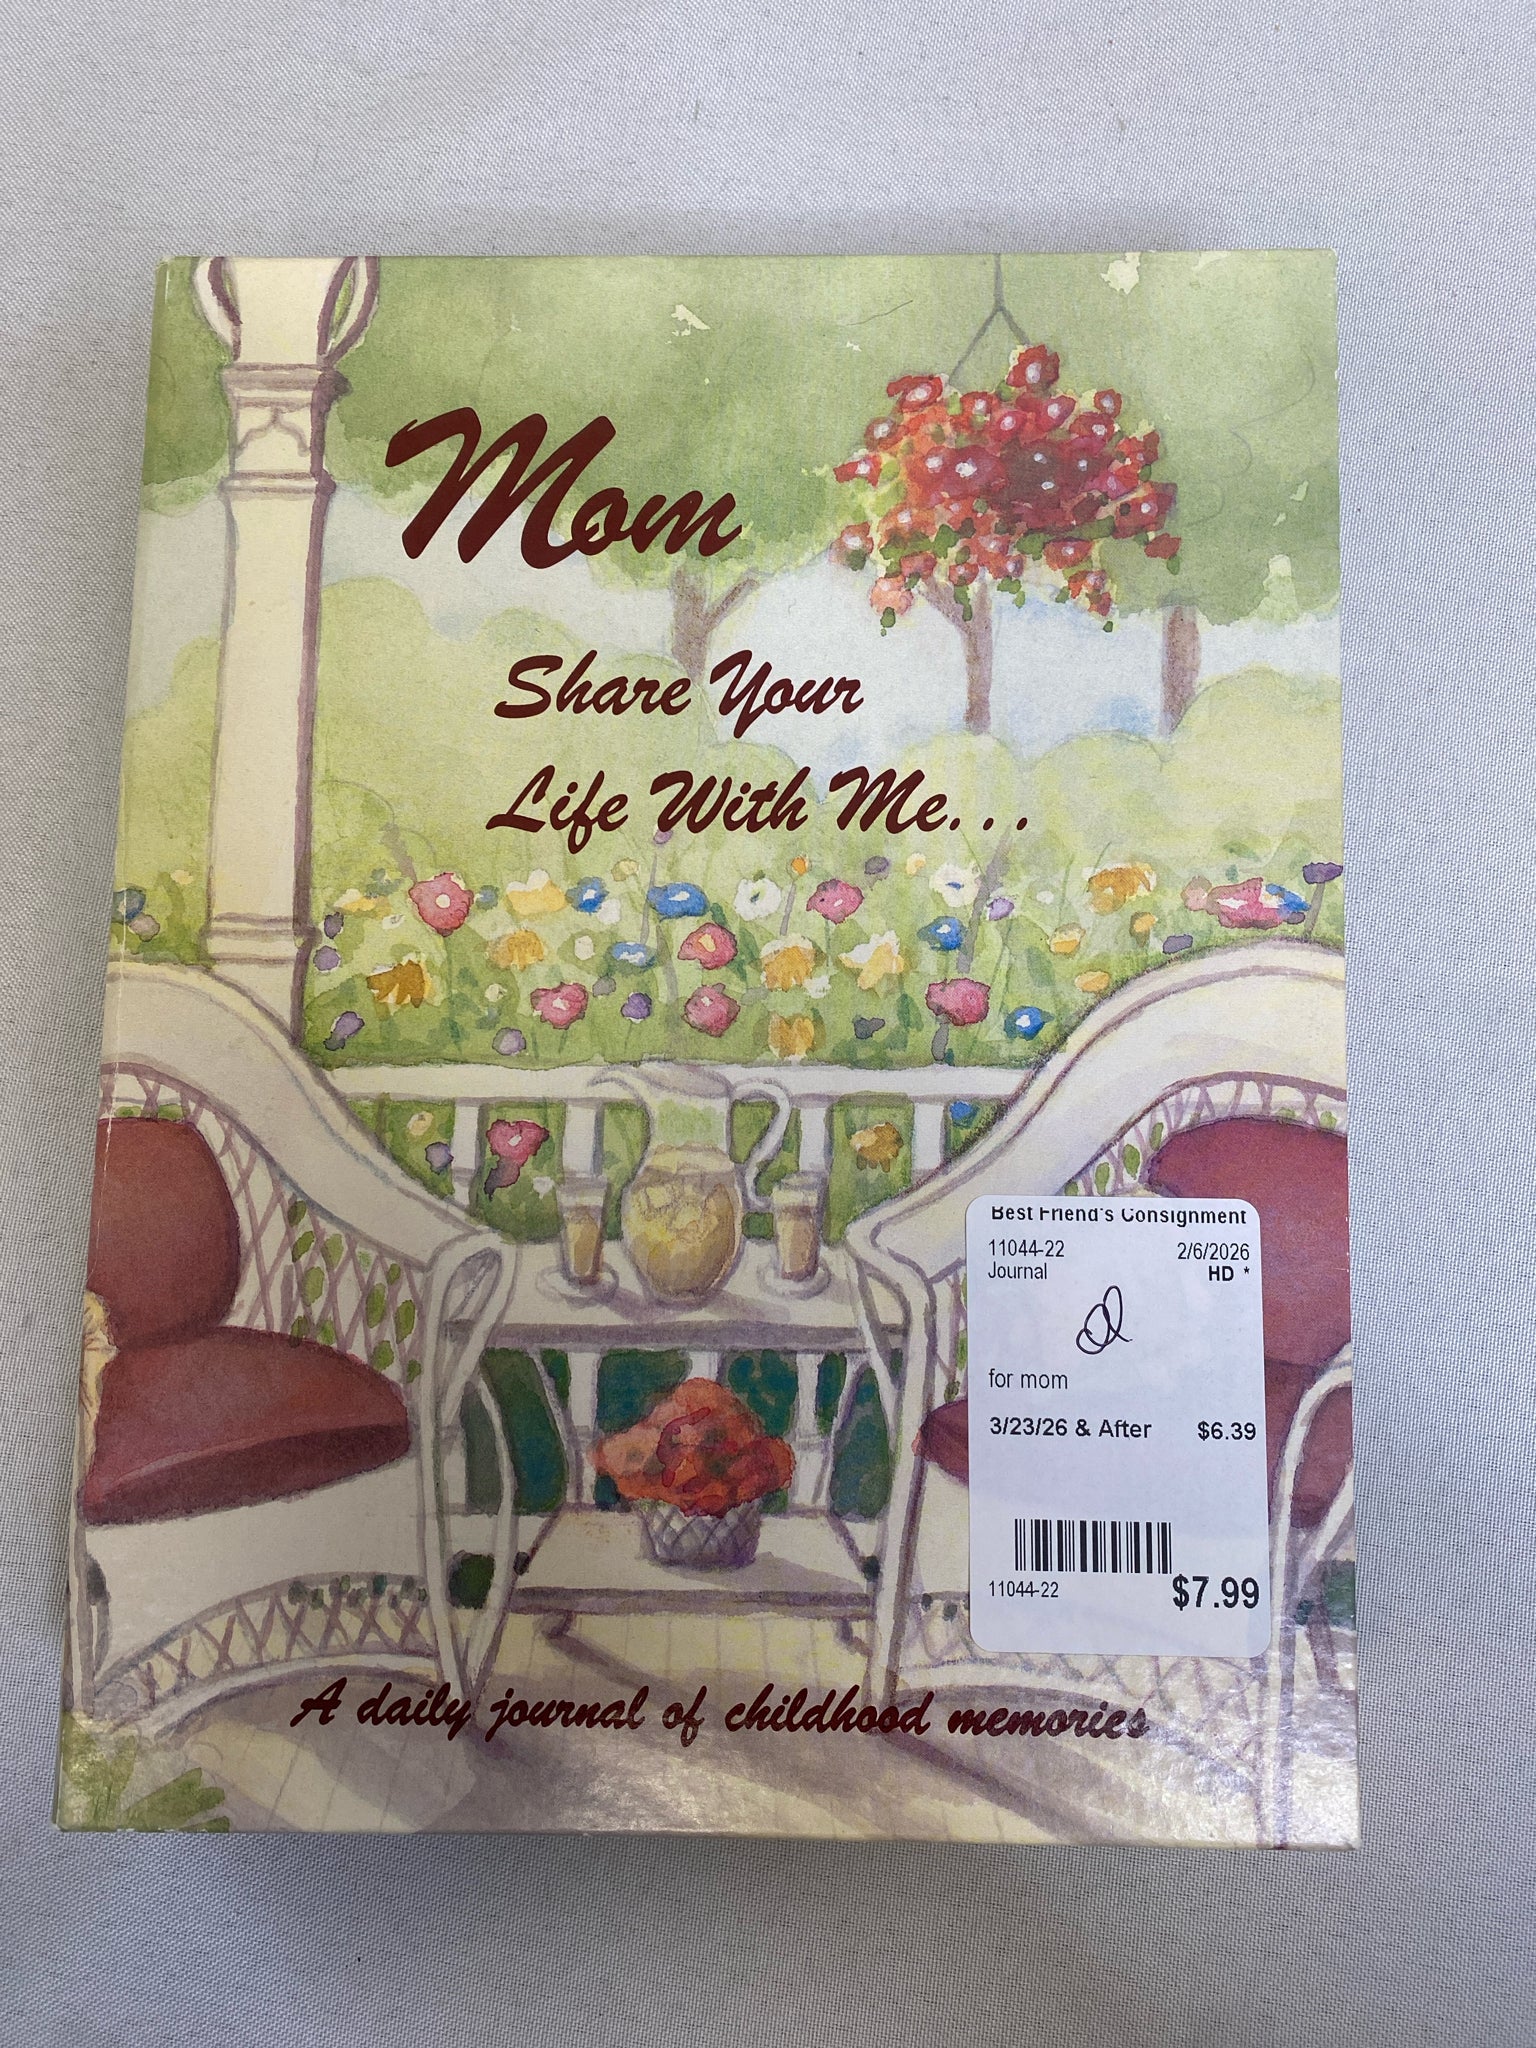 Mom
Share Your
Life With Me...
Best Friend's Consignment
11044-22 2/6/2026
Journal HD *
for mom
3/23/26 & After $6.39
11044-22 $7.99
A daily journal of childhood memories